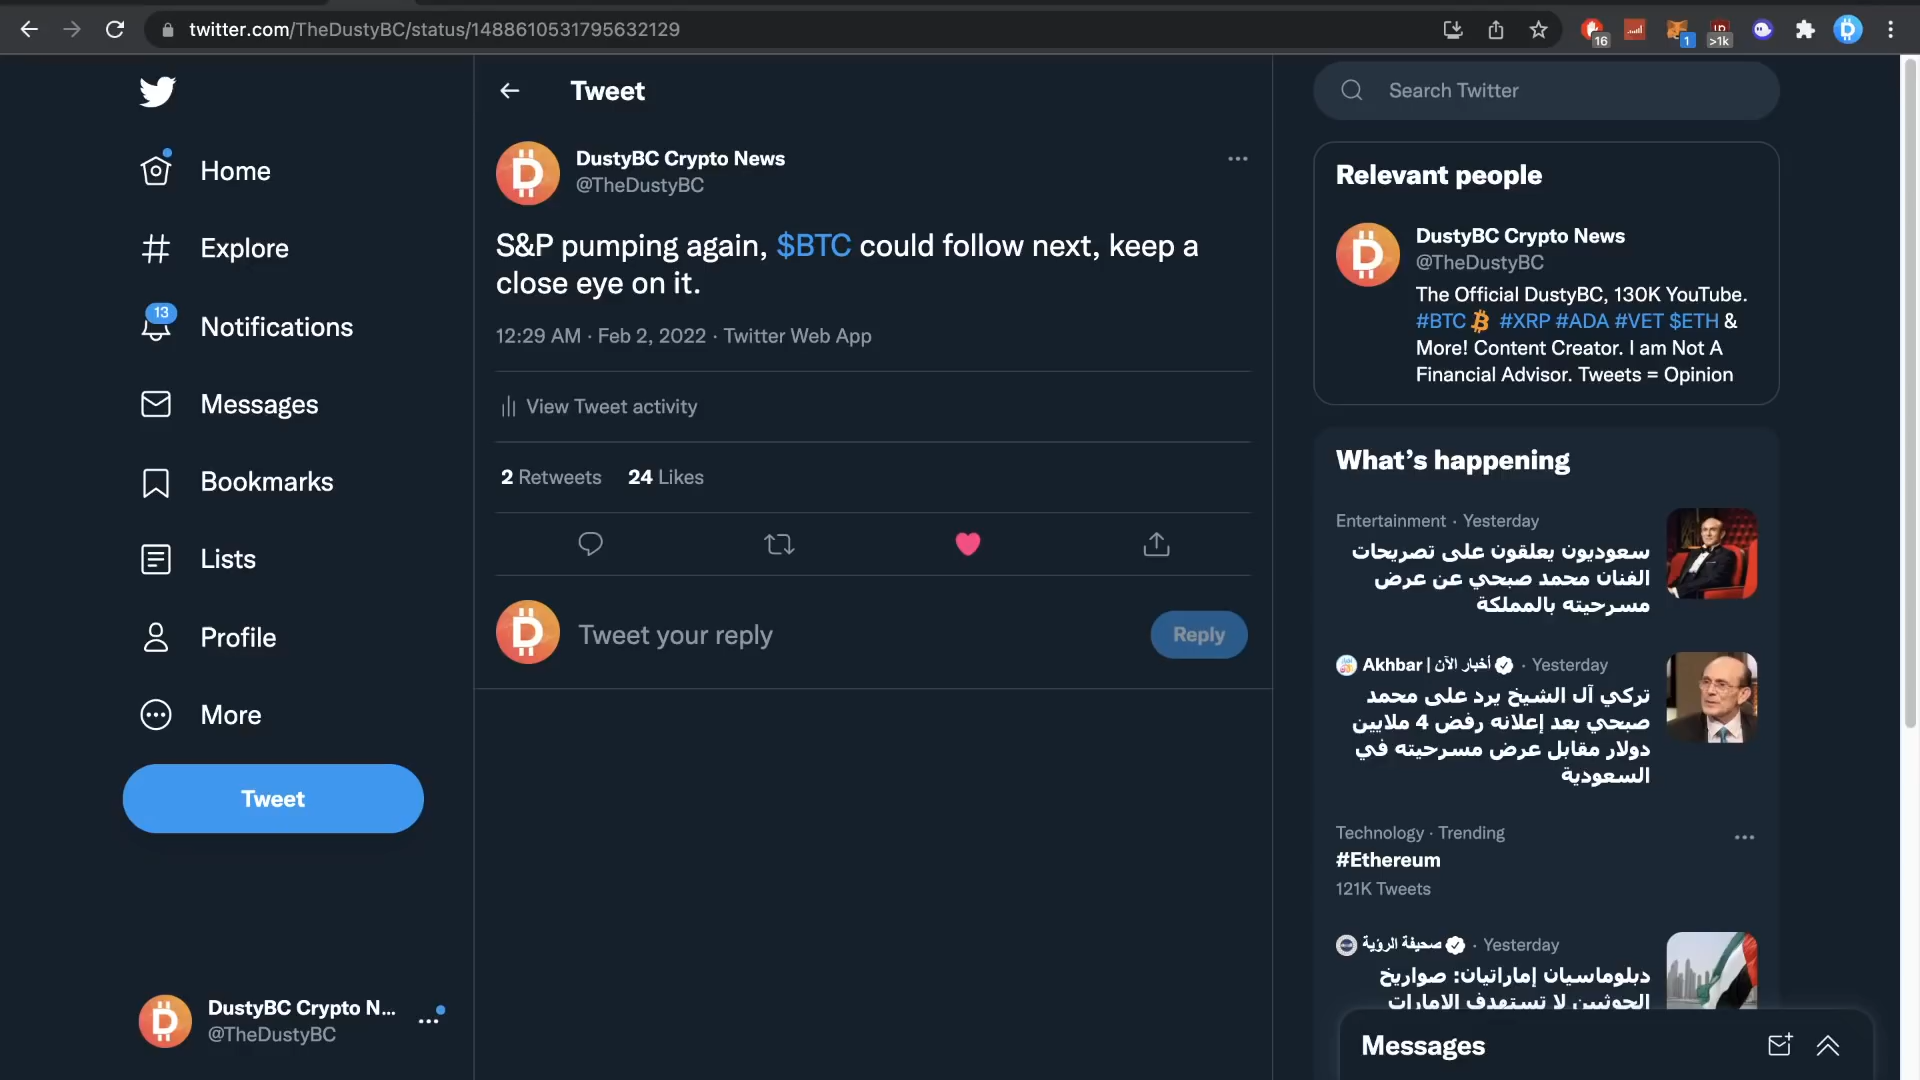 twitter.com/TheDustyBC/status/1488610531795632129
16
1
>1k
Home
Explore
13
Notifications
Messages
Bookmarks
Lists
Profile
More
Tweet
DustyBC Crypto N...
@TheDustyBC
Tweet
DustyBC Crypto News
@TheDustyBC
S&P pumping again, $BTC could follow next, keep a
close eye on it.
12:29 AM · Feb 2, 2022 · Twitter Web App
View Tweet activity
2 Retweets 24 Likes
Tweet your reply
Reply
Search Twitter
Relevant people
DustyBC Crypto News
@TheDustyBC
The Official DustyBC, 130K YouTube.
#BTC #XRP #ADA #VET $ETH &
More! Content Creator. I am Not A
Financial Advisor. Tweets = Opinion
What's happening
Entertainment · Yesterday
سعوديون يعلقون على تصريحات
الفنان محمد صبحي عن عرض
مسرحيته بالمملكة
Akhbar | أخبار الآن · Yesterday
تركي آل الشيخ يرد على محمد
صبحي بعد إعلانه رفض 4 ملايين
دولار مقابل عرض مسرحيته في
السعودية
Technology · Trending
#Ethereum
121K Tweets
صحيفة الرؤية · Yesterday
دبلوماسيان إماراتيان: صواريخ
الحوثيين لا تستهدف الإمارات
Messages